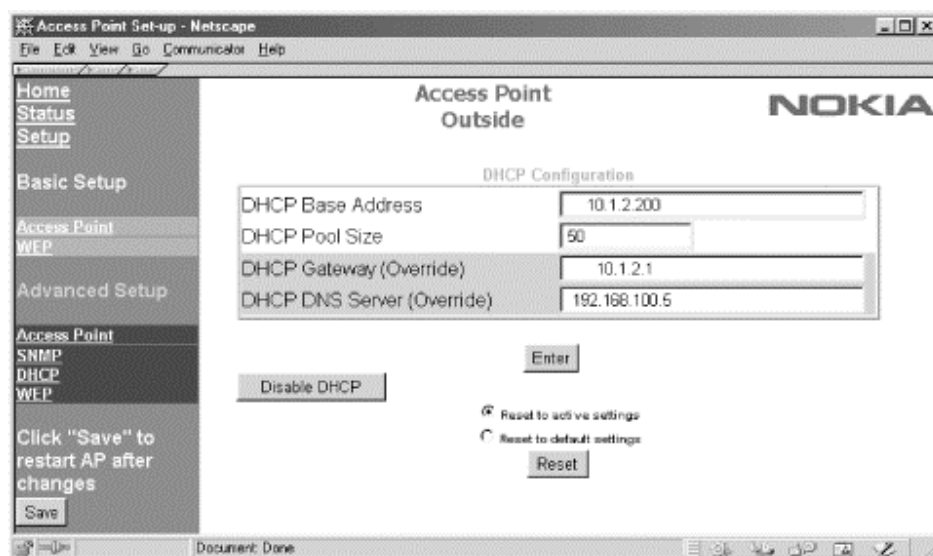 Access Point Set-up - Netscape
File Edit View Go Communicator Help
Home
Status
Setup
Basic Setup
Access Point
WEP
Advanced Setup
Access Point
SNMP
DHCP
WEP
Click "Save" to
restart AP after
changes
Save
Access Point
Outside
NOKIA
DHCP Configuration
DHCP Base Address 10.1.2.200
DHCP Pool Size 50
DHCP Gateway (Override) 10.1.2.1
DHCP DNS Server (Override) 192.168.100.5
Enter
Disable DHCP
Reset to active settings
Reset to default settings
Reset
Document: Done